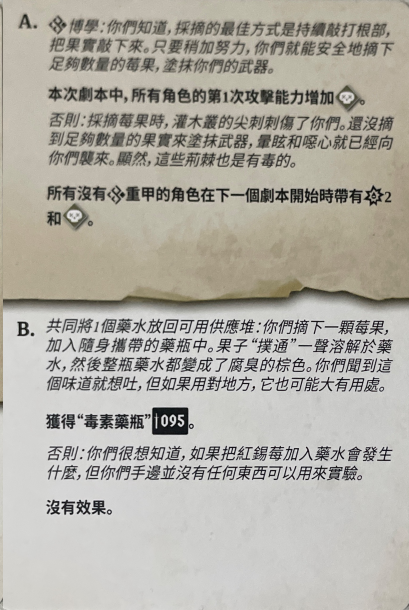 A. 博學：你們知道，採摘的最佳方式是持續敲打根部，
把果實敲下來。只要稍加努力，你們就能安全地摘下
足夠數量的莓果，塗抹你們的武器。
本次劇本中，所有角色的第1次攻擊能力增加。
否則：採摘莓果時，灌木叢的尖刺刺傷了你們。還沒摘
到足夠數量的果實來塗抹武器，暈眩和噁心就已經向
你們襲來。顯然，這些荊棘也是有毒的。
所有沒有重甲的角色在下一個劇本開始時帶有2
和。
B. 共同將1個藥水放回可用供應堆：你們摘下一顆莓果，
加入隨身攜帶的藥瓶中。果子“撲通”一聲溶解於藥
水，然後整瓶藥水都變成了腐臭的棕色。你們聞到這
個味道就想吐，但如果用對地方，它也可能大有用處。
獲得“毒素藥瓶”095。
否則：你們很想知道，如果把紅錫莓加入藥水會發生
什麼，但你們手邊並沒有任何東西可以用來實驗。
沒有效果。